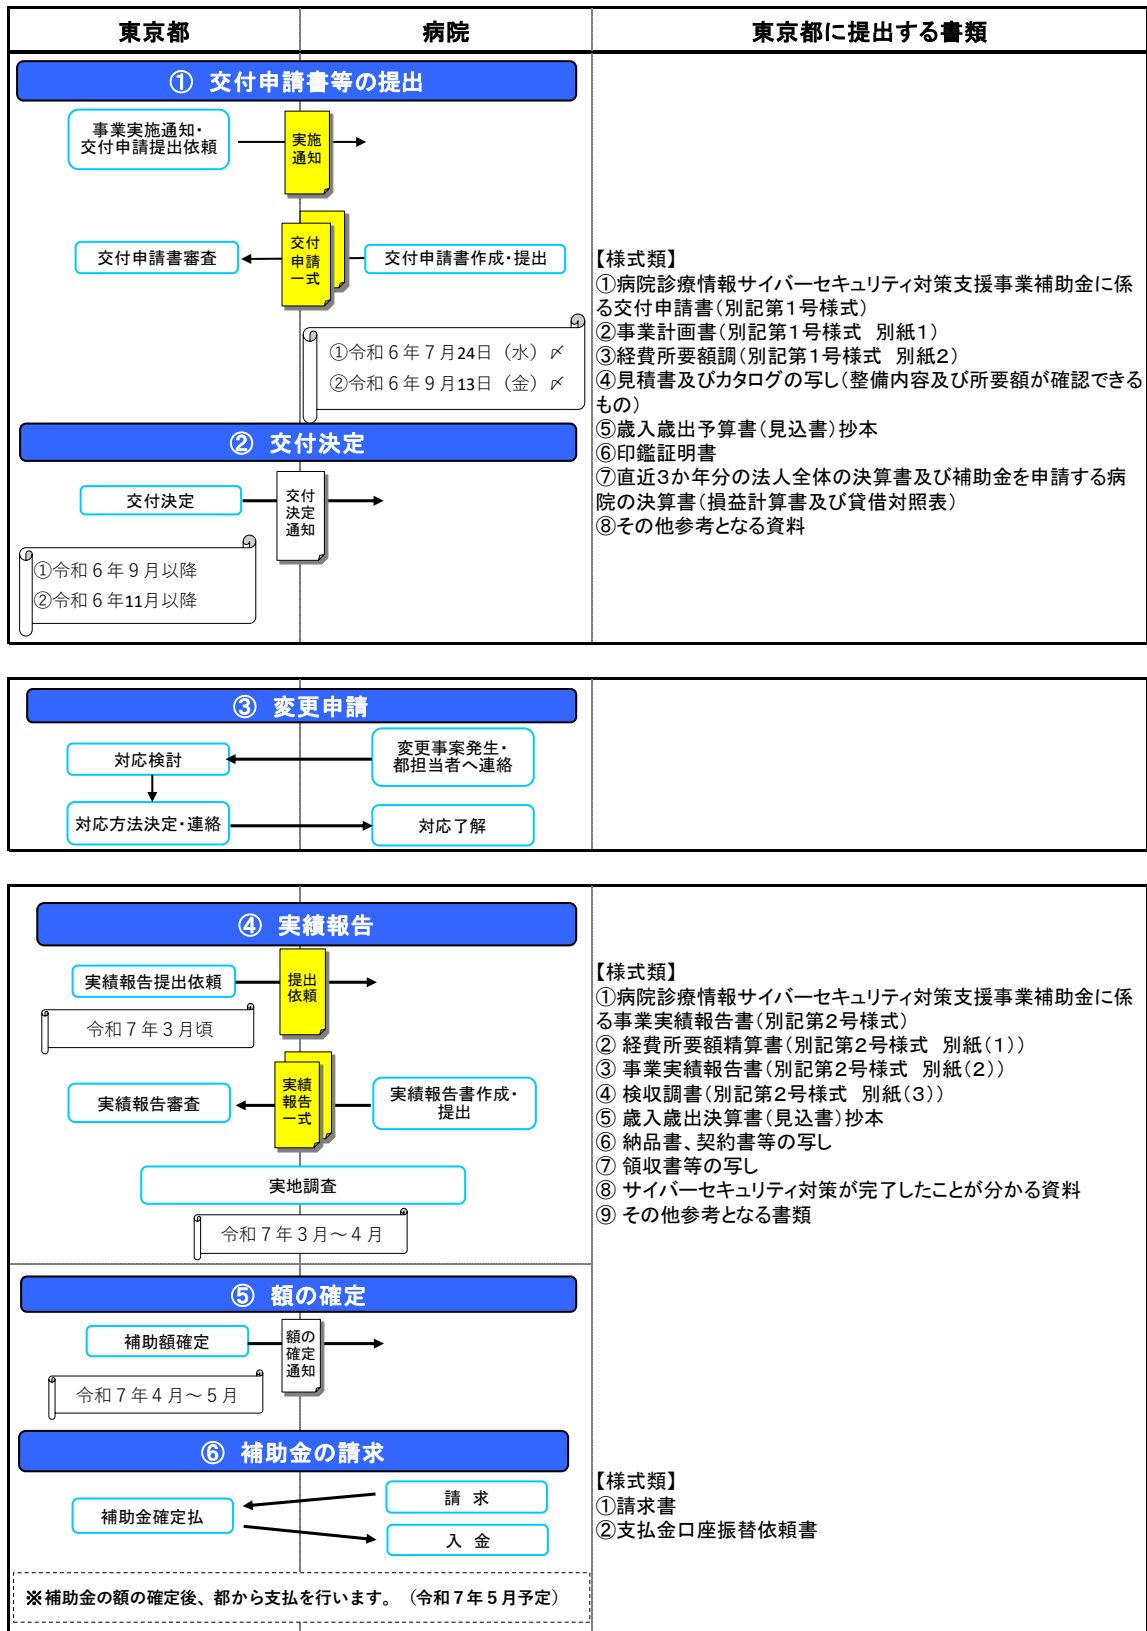 東京都
病院
東京都に提出する書類
① 交付申請書等の提出
事業実施通知・
交付申請提出依頼
実施
通知
交付申請書審査
交付
申請
一式
交付申請書作成・提出
①令和６年７月24日（水）〆
②令和６年９月13日（金）〆
【様式類】
①病院診療情報サイバーセキュリティ対策支援事業補助金に係
る交付申請書（別記第１号様式）
②事業計画書（別記第１号様式　別紙１）
③経費所要額調（別記第１号様式　別紙２）
④見積書及びカタログの写し（整備内容及び所要額が確認できる
もの）
⑤歳入歳出予算書（見込書）抄本
⑥印鑑証明書
⑦直近３か年分の法人全体の決算書及び補助金を申請する病
院の決算書（損益計算書及び貸借対照表）
⑧その他参考となる資料
② 交付決定
交付決定
交付
決定
通知
①令和６年９月以降
②令和６年11月以降
③ 変更申請
対応検討
変更事案発生・
都担当者へ連絡
対応方法決定・連絡
対応了解
④ 実績報告
実績報告提出依頼
提出
依頼
令和７年３月頃
実績報告審査
実績
報告
一式
実績報告書作成・
提出
実地調査
令和７年３月～４月
【様式類】
①病院診療情報サイバーセキュリティ対策支援事業補助金に係
る事業実績報告書（別記第２号様式）
② 経費所要額精算書（別記第２号様式　別紙（１））
③ 事業実績報告書（別記第２号様式　別紙（２））
④ 検収調書（別記第２号様式　別紙（３））
⑤ 歳入歳出決算書（見込書）抄本
⑥ 納品書、契約書等の写し
⑦ 領収書等の写し
⑧ サイバーセキュリティ対策が完了したことが分かる資料
⑨ その他参考となる書類
⑤ 額の確定
補助額確定
額の
確定
通知
令和７年４月～５月
⑥ 補助金の請求
補助金確定払
請 求
入 金
【様式類】
①請求書
②支払金口座振替依頼書
※補助金の額の確定後、都から支払を行います。（令和７年５月予定）